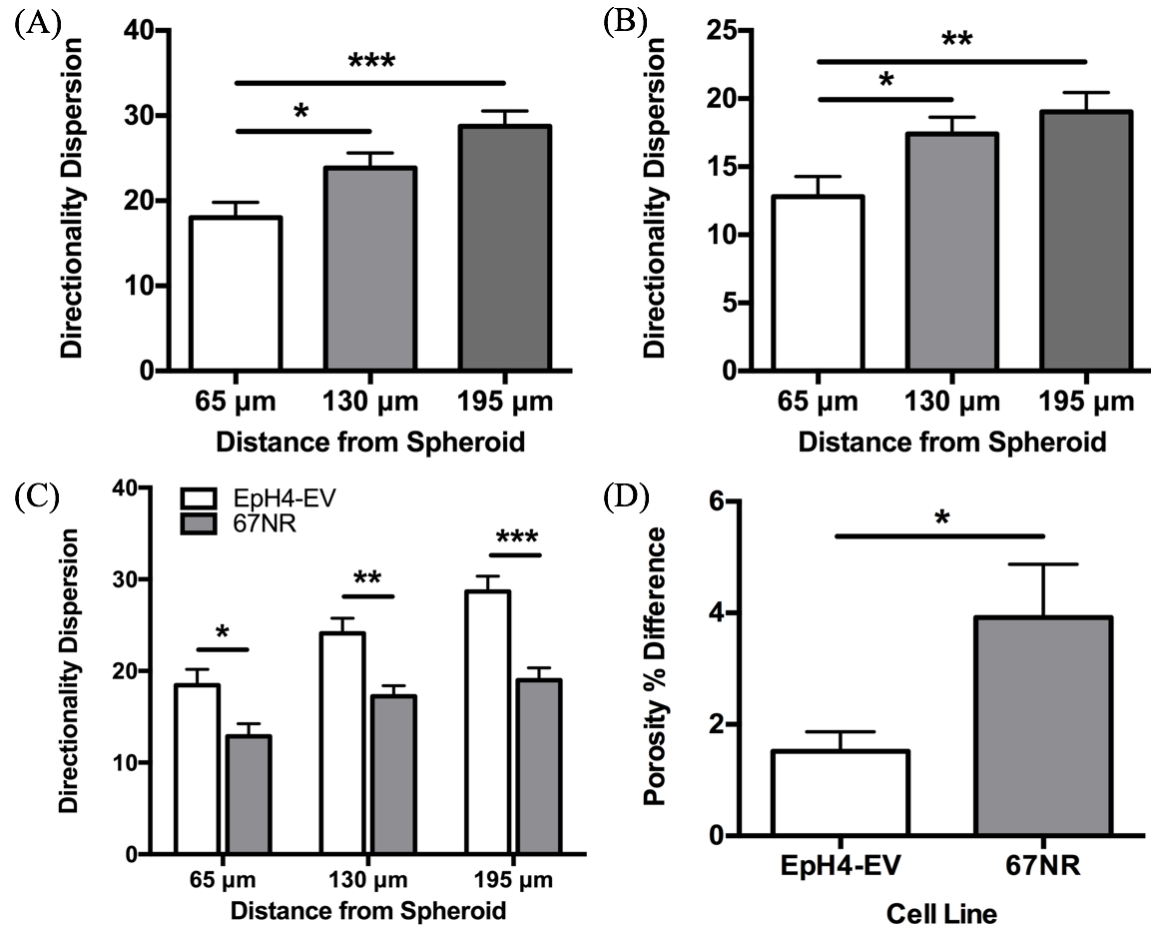 (A)
Directionality Dispersion
40
30
20
10
0
***
*
65 µm 130 µm 195 µm
Distance from Spheroid
(B)
Directionality Dispersion
25
20
15
10
5
0
**
*
65 µm 130 µm 195 µm
Distance from Spheroid
(C)
Directionality Dispersion
40
30
20
10
0
EpH4-EV
67NR
*
**
***
65 µm 130 µm 195 µm
Distance from Spheroid
(D)
Porosity % Difference
6
4
2
0
*
EpH4-EV 67NR
Cell Line